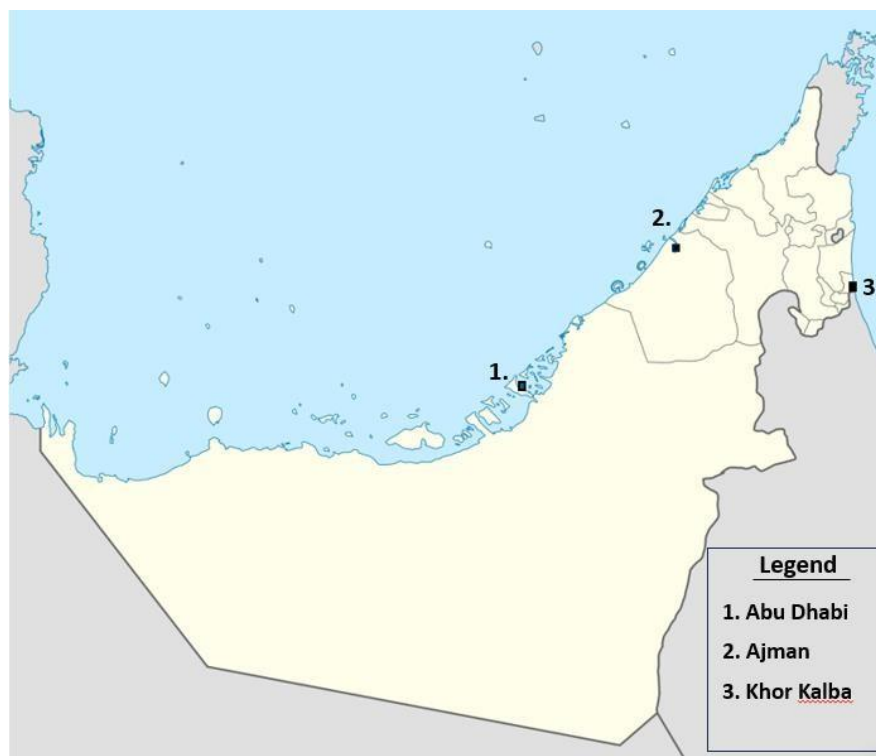 2.
3
1.
Legend
1. Abu Dhabi
2. Ajman
3. Khor Kalba